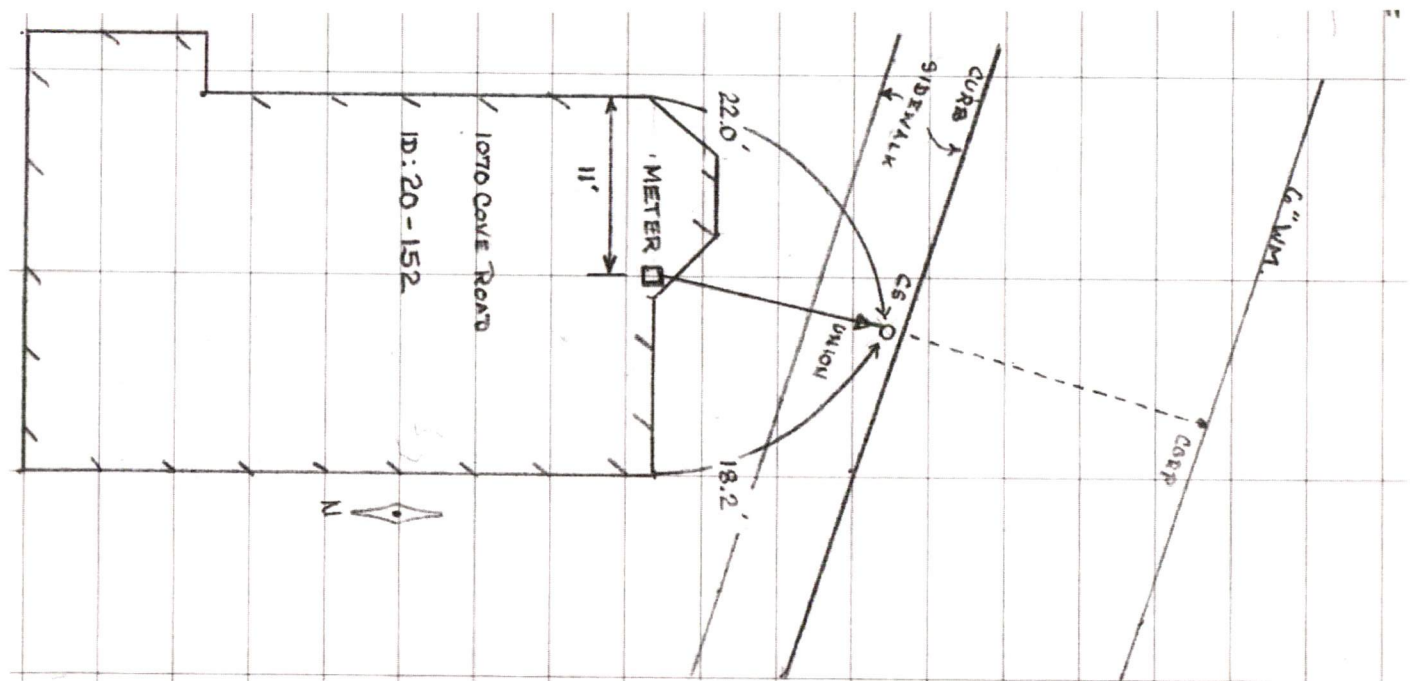 22.0'
SIDEWALK
CURB
6" WM.
11'
METER
1070 COVE ROAD
ID: 20-152
CS
UNION
CORP
18.2'
N